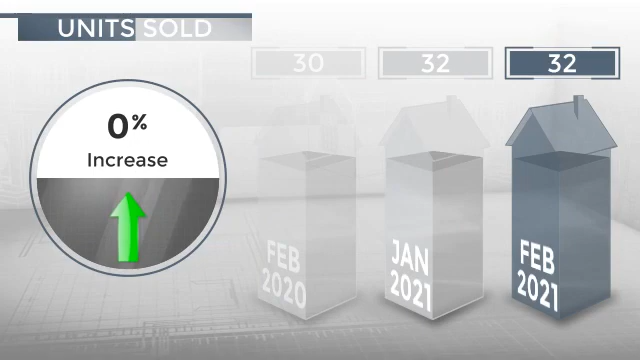 UNITS SOLD
30
32
32
0%
Increase
FEB
2020
JAN
2021
FEB
2021